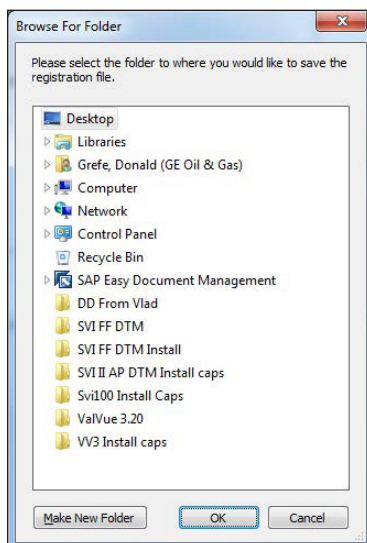 Browse For Folder
Please select the folder to where you would like to save the
registration file.
Desktop
Libraries
Grefe, Donald (GE Oil & Gas)
Computer
Network
Control Panel
Recycle Bin
SAP Easy Document Management
DD From Vlad
SVI FF DTM
SVI FF DTM Install
SVI II AP DTM Install caps
Svi100 Install Caps
ValVue 3.20
VV3 Install caps
Make New Folder
OK
Cancel